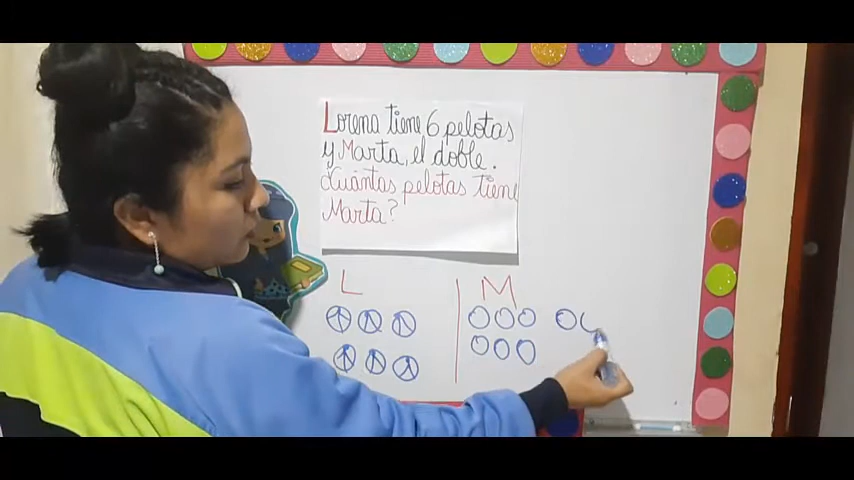 Lorena tiene 6 pelotas
y Marta, el doble.
¿Cuántas pelotas tiene
Marta?
L M